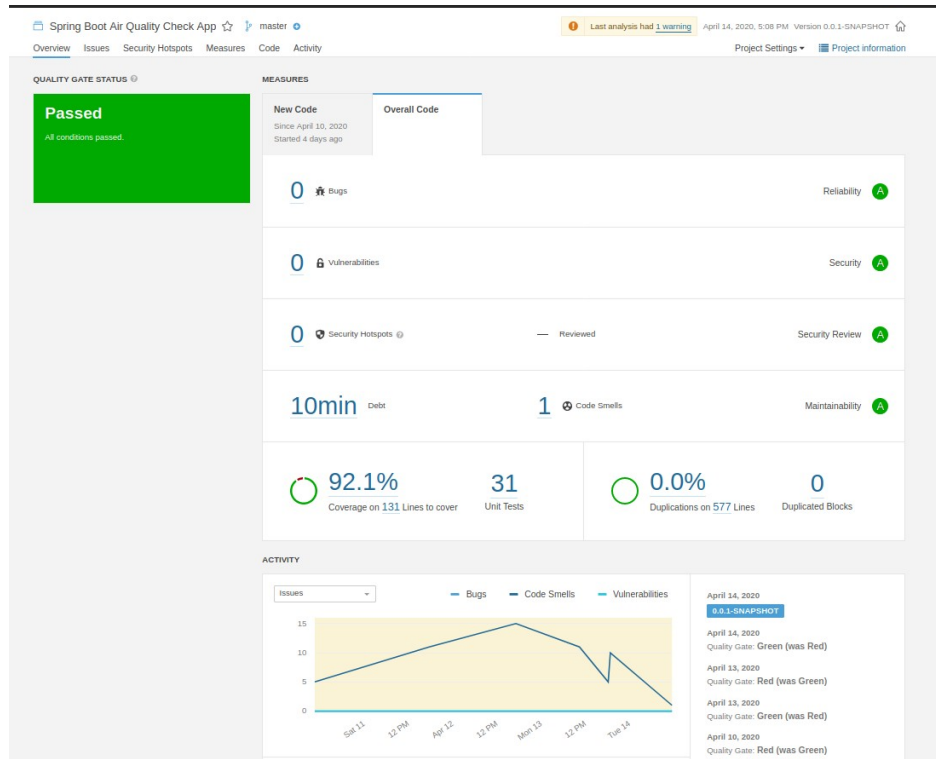 Spring Boot Air Quality Check App master
Last analysis had 1 warning April 14, 2020, 5:08 PM Version 0.0.1-SNAPSHOT
Overview Issues Security Hotspots Measures Code Activity
Project Settings Project information
QUALITY GATE STATUS
Passed
All conditions passed.
MEASURES
New Code
Since April 10, 2020
Started 4 days ago
Overall Code
0 Bugs Reliability A
0 Vulnerabilities Security A
0 Security Hotspots — Reviewed Security Review A
10min Debt 1 Code Smells Maintainability A
92.1%
Coverage on 131 Lines to cover
31
Unit Tests
0.0%
Duplications on 577 Lines
0
Duplicated Blocks
ACTIVITY
Issues
Bugs Code Smells Vulnerabilities
15
10
5
0
Sat 11 12 PM Apr 12 12 PM Mon 13 12 PM Tue 14
April 14, 2020
0.0.1-SNAPSHOT
April 14, 2020
Quality Gate: Green (was Red)
April 13, 2020
Quality Gate: Red (was Green)
April 13, 2020
Quality Gate: Green (was Red)
April 10, 2020
Quality Gate: Red (was Green)